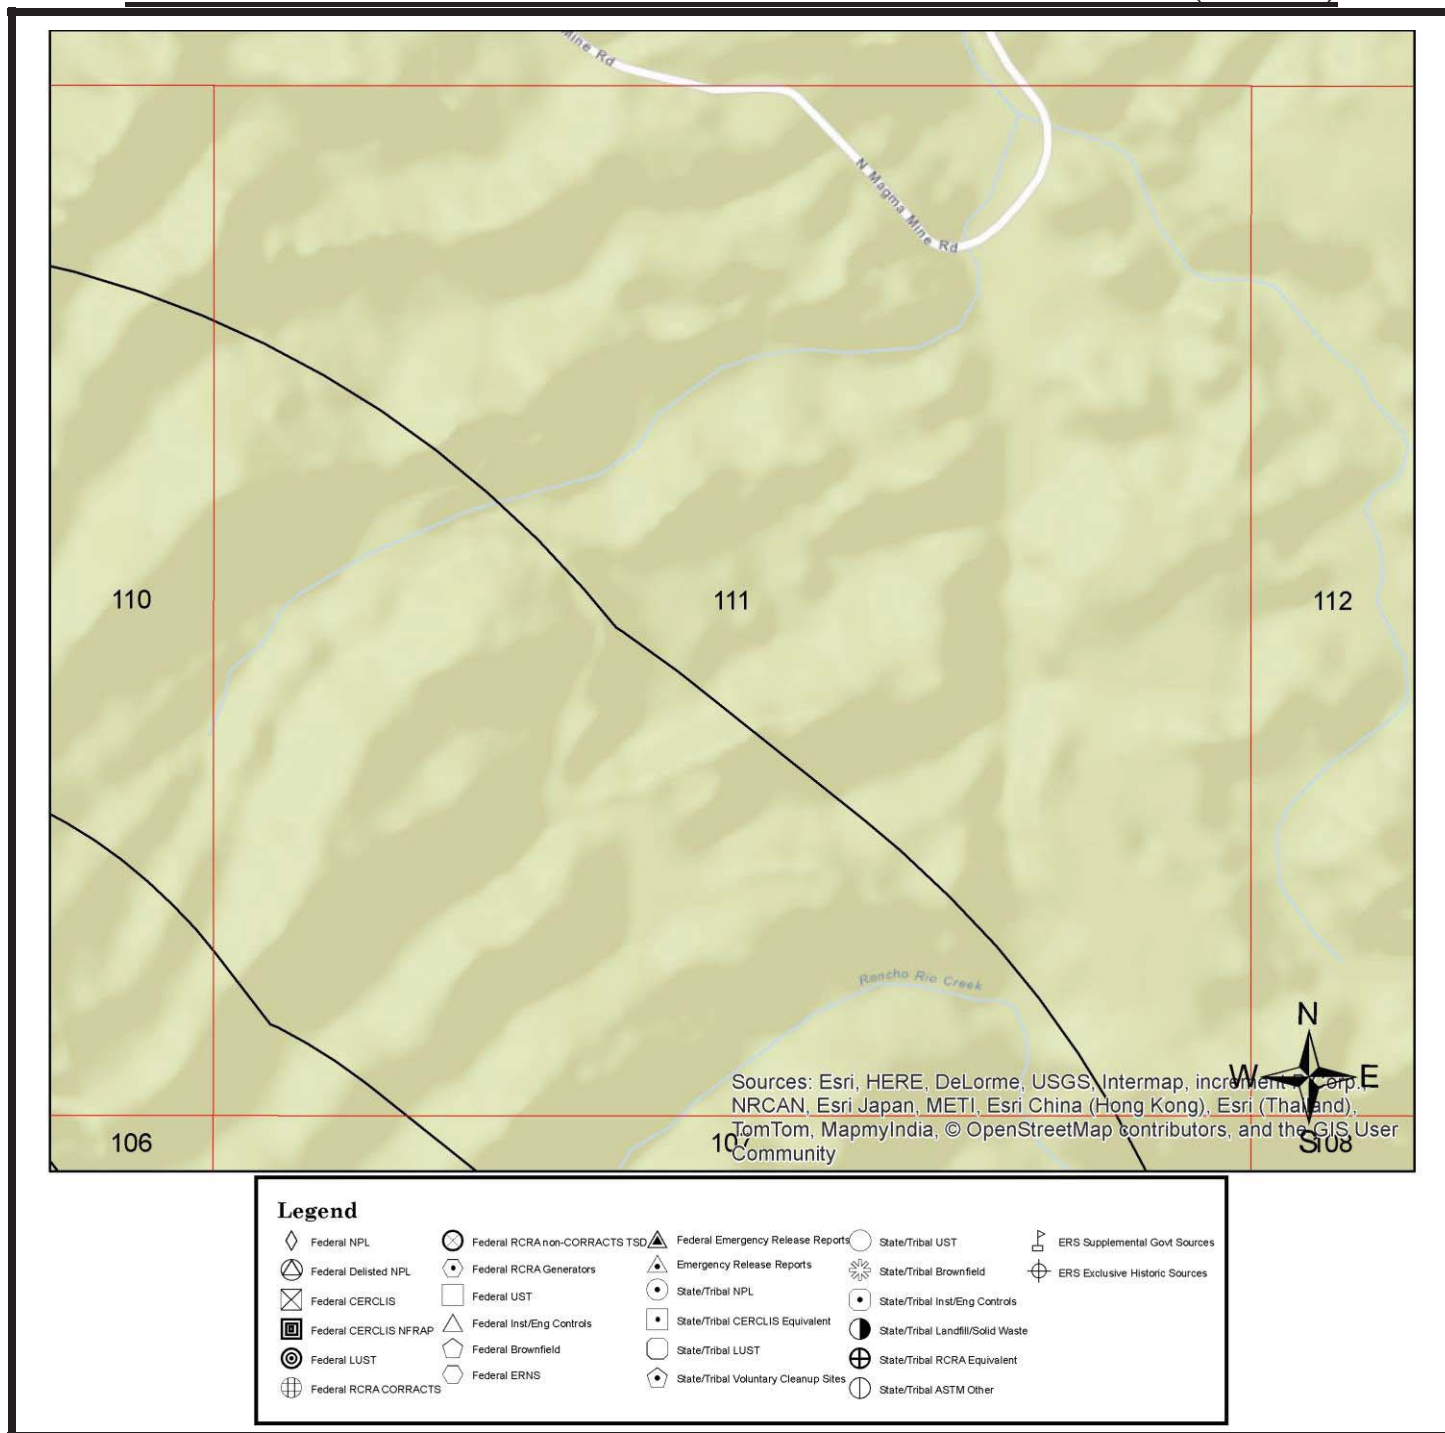 Mine Rd
N Magma Mine Rd
110
111
112
Rancho Rio Creek
N
W
E
S
Sources: Esri, HERE, DeLorme, USGS, Intermap, increment P Corp.,
NRCAN, Esri Japan, METI, Esri China (Hong Kong), Esri (Thailand),
TomTom, MapmyIndia, © OpenStreetMap contributors, and the GIS User
Community
106
107
108
Legend
Federal NPL
Federal Delisted NPL
Federal CERCLIS
Federal CERCLIS NFRAP
Federal LUST
Federal RCRA CORRACTS
Federal RCRA non-CORRACTS TSD
Federal RCRA Generators
Federal UST
Federal Inst/Eng Controls
Federal Brownfield
Federal ERNS
Federal Emergency Release Reports
Emergency Release Reports
State/Tribal NPL
State/Tribal CERCLIS Equivalent
State/Tribal LUST
State/Tribal Voluntary Cleanup Sites
State/Tribal UST
State/Tribal Brownfield
State/Tribal Inst/Eng Controls
State/Tribal Landfill/Solid Waste
State/Tribal RCRA Equivalent
State/Tribal ASTM Other
ERS Supplemental Govt Sources
ERS Exclusive Historic Sources